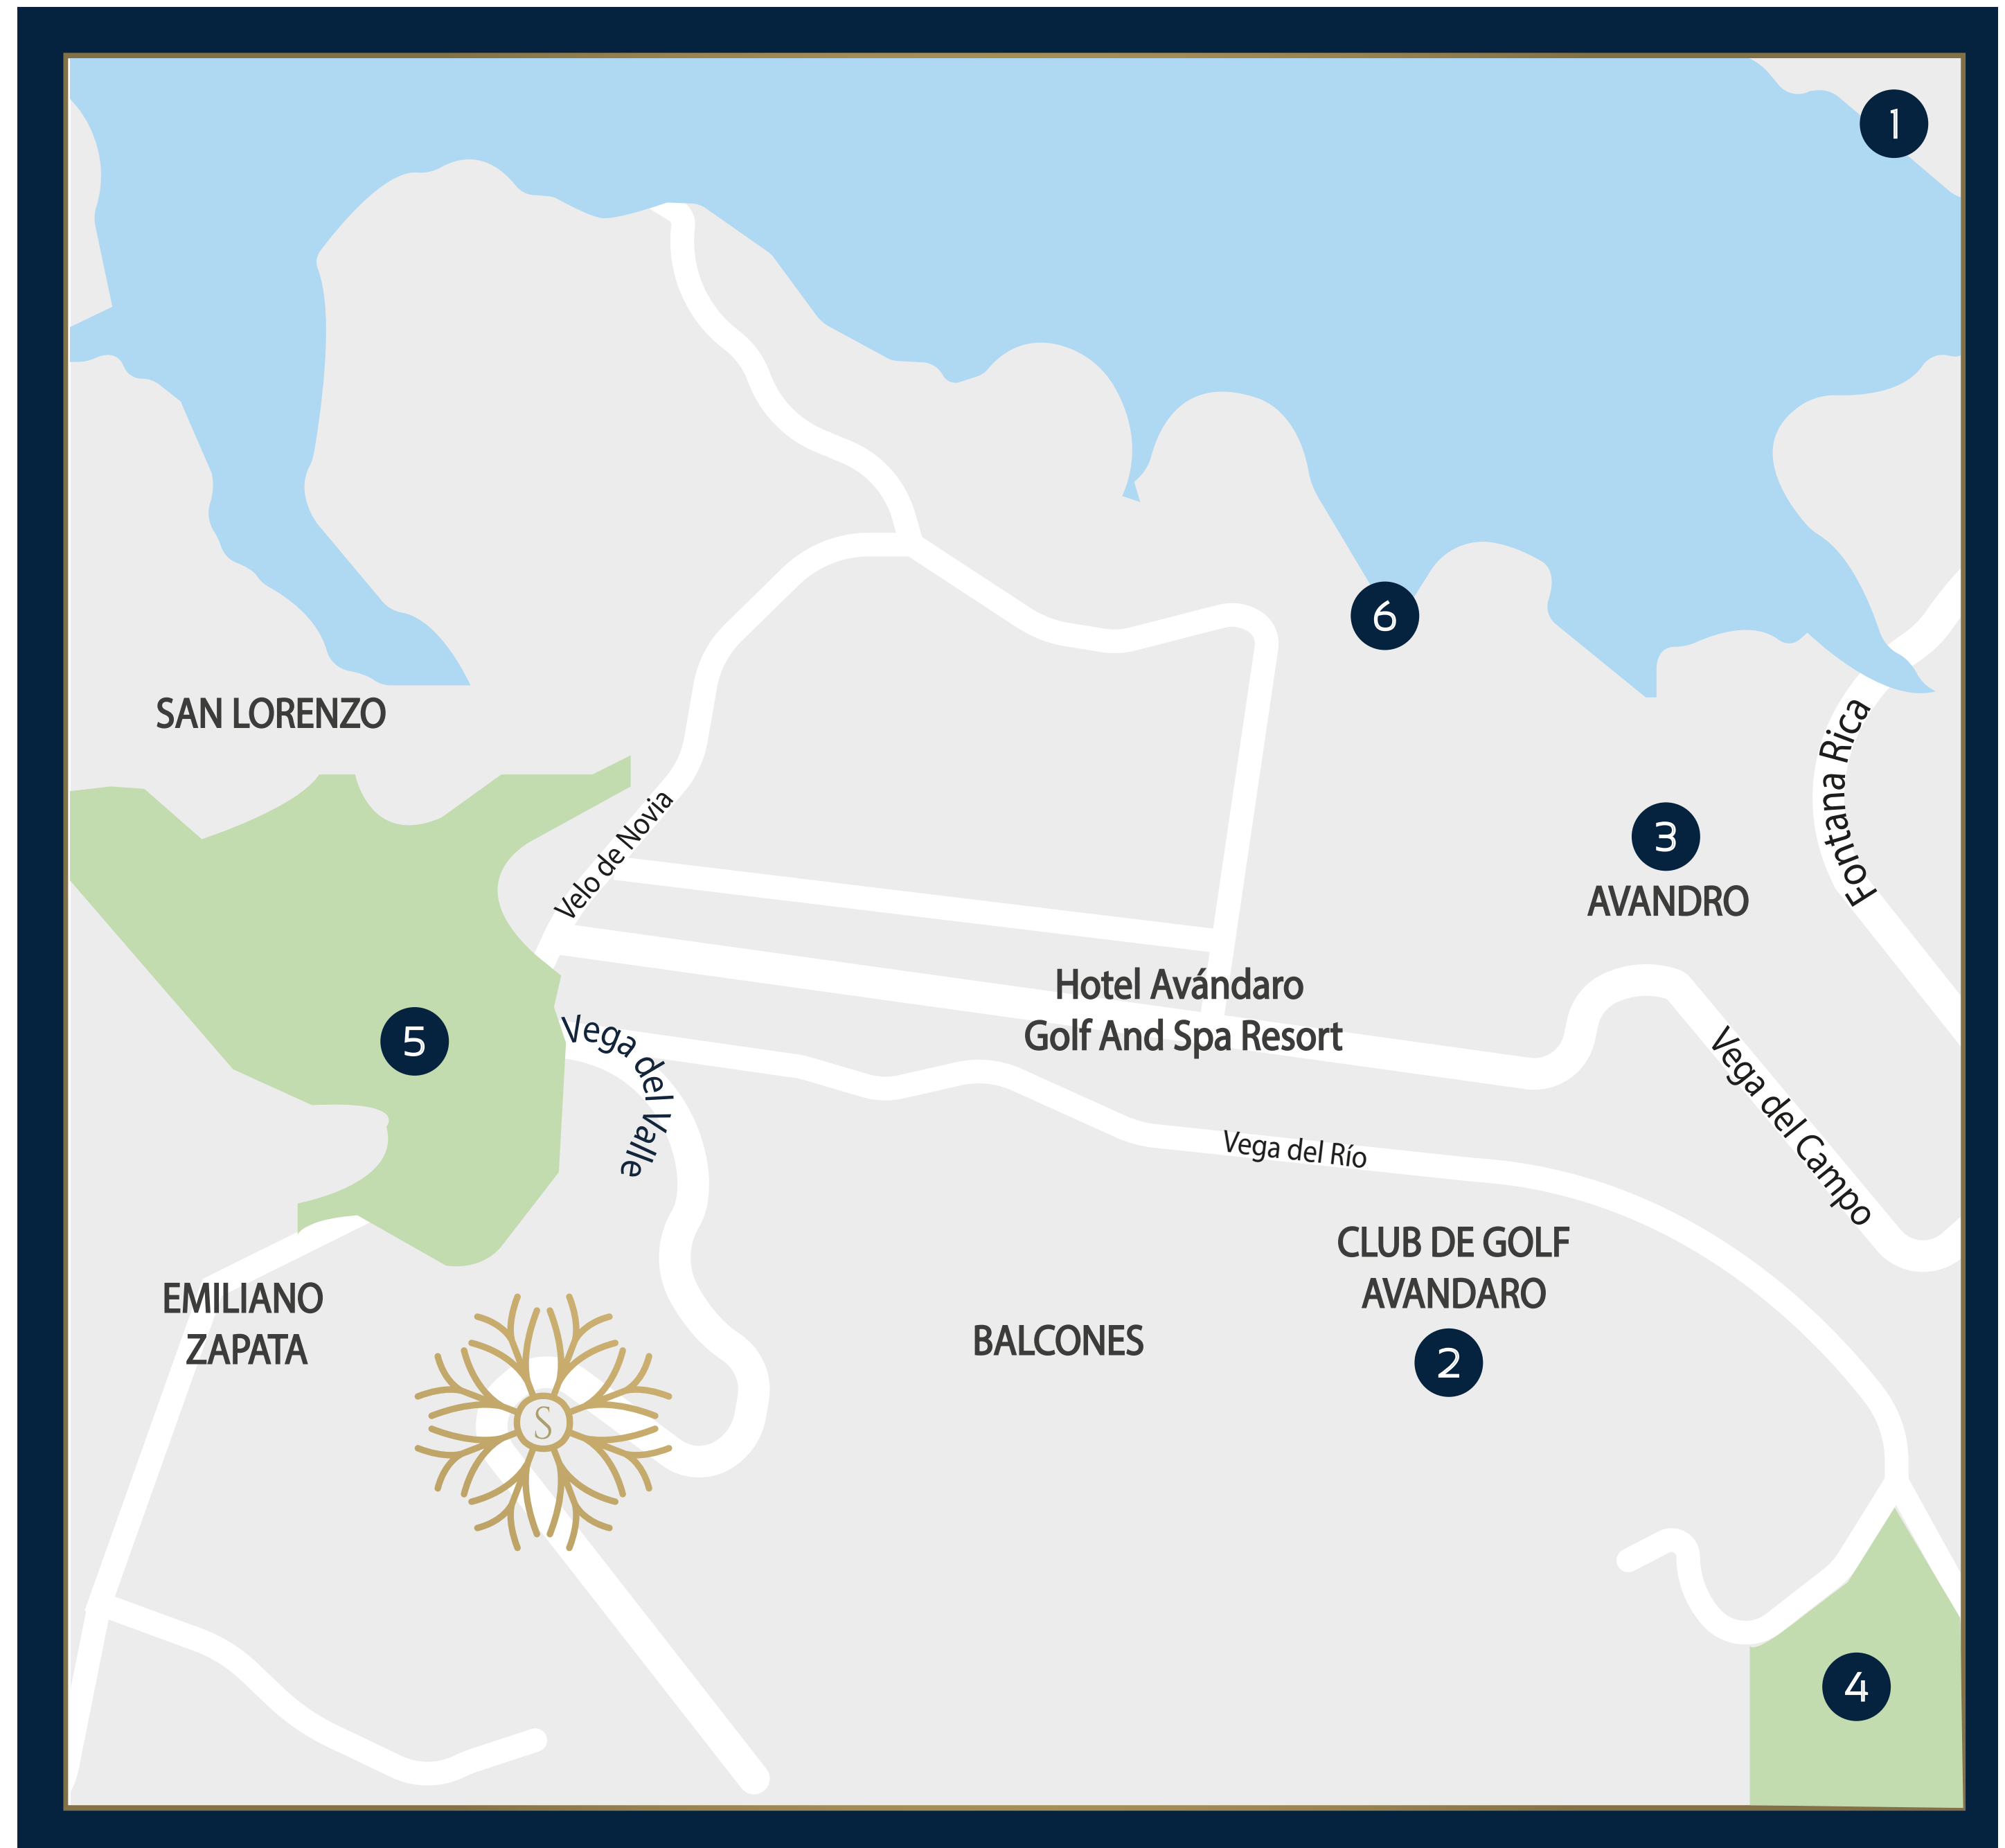 1
6
SAN LORENZO
Fontana Rica
Velo de Novia
3
AVANDRO
Hotel Avándaro
Golf And Spa Resort
5
Vega del Valle
Vega del Campo
Vega del Río
CLUB DE GOLF
AVANDARO
2
EMILIANO
ZAPATA
BALCONES
S
4